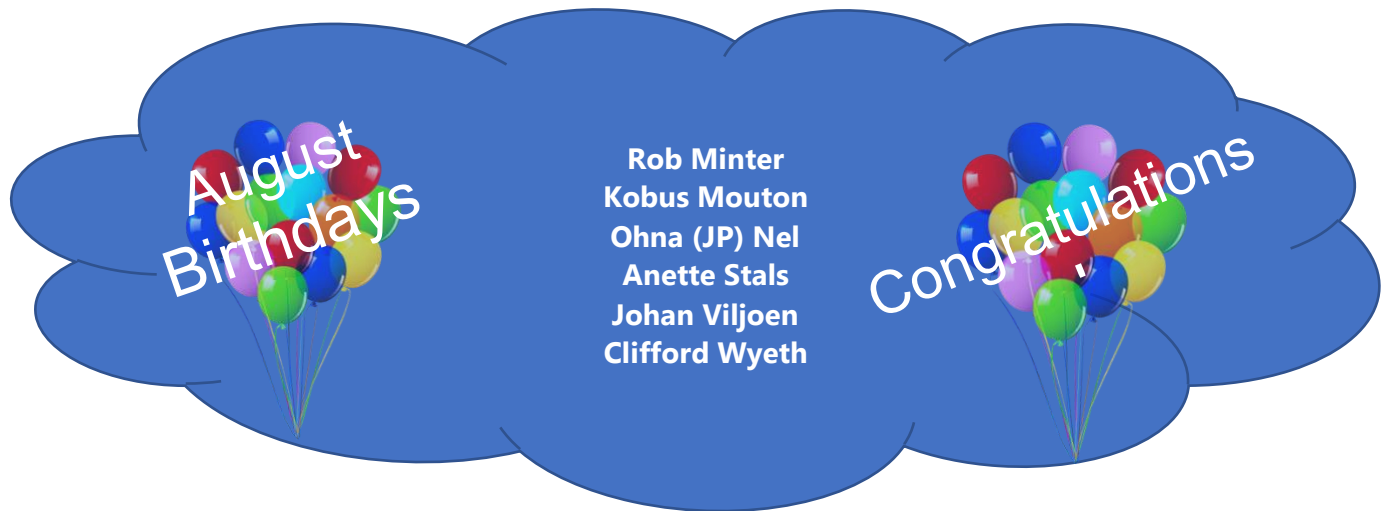 August
Birthdays
Rob Minter
Kobus Mouton
Ohna (JP) Nel
Anette Stals
Johan Viljoen
Clifford Wyeth
Congratulations
!